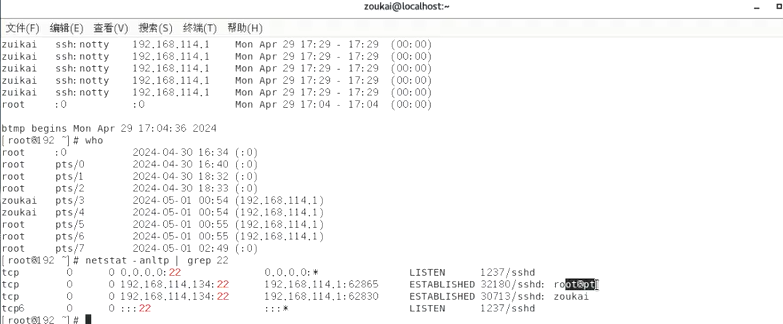 zoukai@localhost:~
文件(F) 编辑(E) 查看(V) 搜索(S) 终端(T) 帮助(H)
zuikai ssh:notty 192.168.114.1 Mon Apr 29 17:29 - 17:29 (00:00)
zuikai ssh:notty 192.168.114.1 Mon Apr 29 17:29 - 17:29 (00:00)
zuikai ssh:notty 192.168.114.1 Mon Apr 29 17:29 - 17:29 (00:00)
zuikai ssh:notty 192.168.114.1 Mon Apr 29 17:29 - 17:29 (00:00)
zuikai ssh:notty 192.168.114.1 Mon Apr 29 17:29 - 17:29 (00:00)
root :0 :0 Mon Apr 29 17:04 - 17:04 (00:00)
btmp begins Mon Apr 29 17:04:36 2024
[root@192 ~]# who
root :0 2024-04-30 16:34 (:0)
root pts/0 2024-04-30 16:40 (:0)
root pts/1 2024-04-30 18:32 (:0)
root pts/2 2024-04-30 18:33 (:0)
zoukai pts/3 2024-05-01 00:54 (192.168.114.1)
zoukai pts/4 2024-05-01 00:54 (192.168.114.1)
root pts/5 2024-05-01 00:55 (192.168.114.1)
root pts/6 2024-05-01 00:55 (192.168.114.1)
root pts/7 2024-05-01 02:49 (:0)
[root@192 ~]# netstat -anltp | grep 22
tcp 0 0 0.0.0.0:22 0.0.0.0:* LISTEN 1237/sshd
tcp 0 0 192.168.114.134:22 192.168.114.1:62865 ESTABLISHED 32180/sshd: root@pt
tcp 0 0 192.168.114.134:22 192.168.114.1:62830 ESTABLISHED 30713/sshd: zoukai
tcp6 0 0 :::22 :::* LISTEN 1237/sshd
[root@192 ~]#